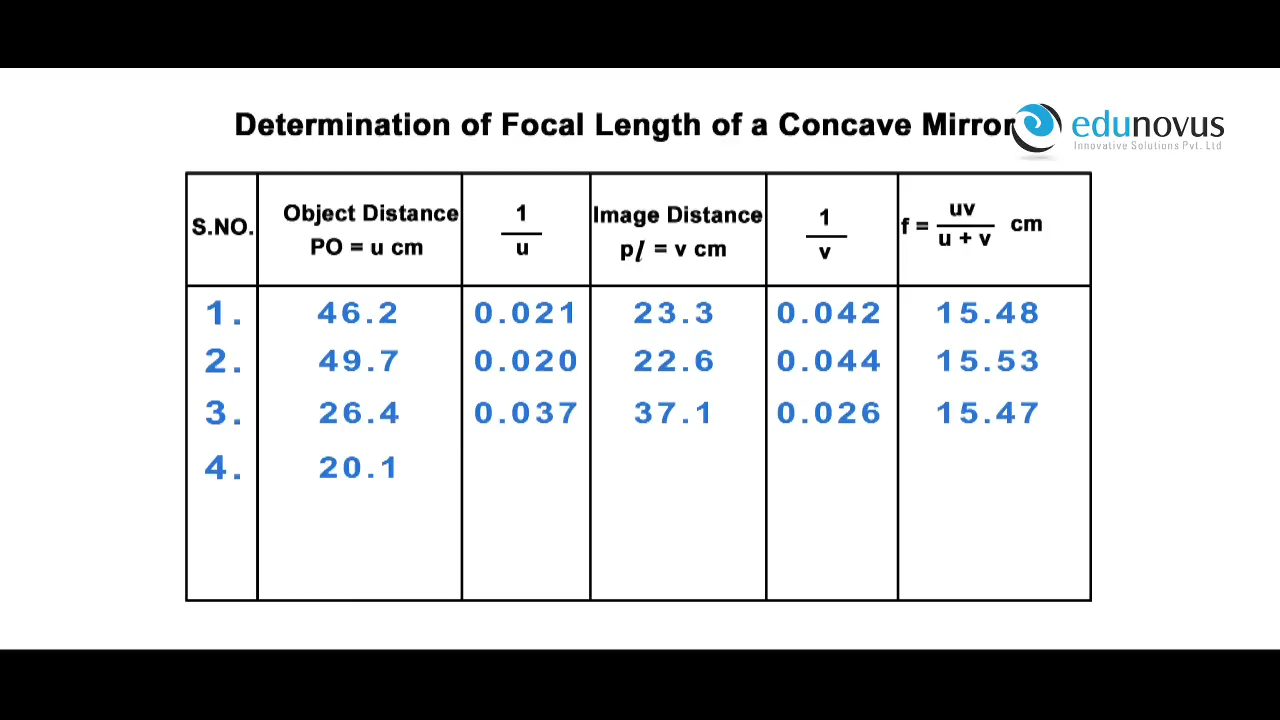 Determination of Focal Length of a Concave Mirror
edunovus
Innovative Solutions Pvt. Ltd
S.NO. Object Distance PO = u cm 1/u Image Distance pl = v cm 1/v f = uv/u + v cm
1. 46.2 0.021 23.3 0.042 15.48
2. 49.7 0.020 22.6 0.044 15.53
3. 26.4 0.037 37.1 0.026 15.47
4. 20.1